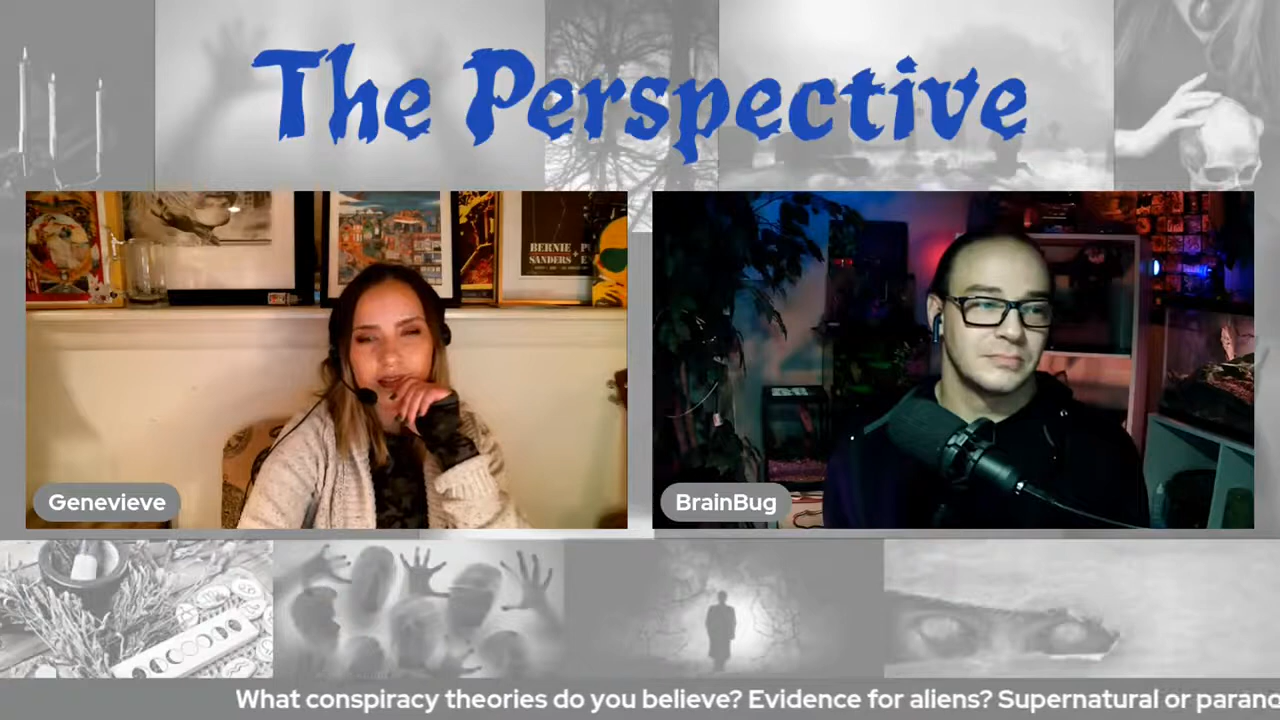 The Perspective
BERNIE
SANDERS
Genevieve
BrainBug
What conspiracy theories do you believe? Evidence for aliens? Supernatural or parano